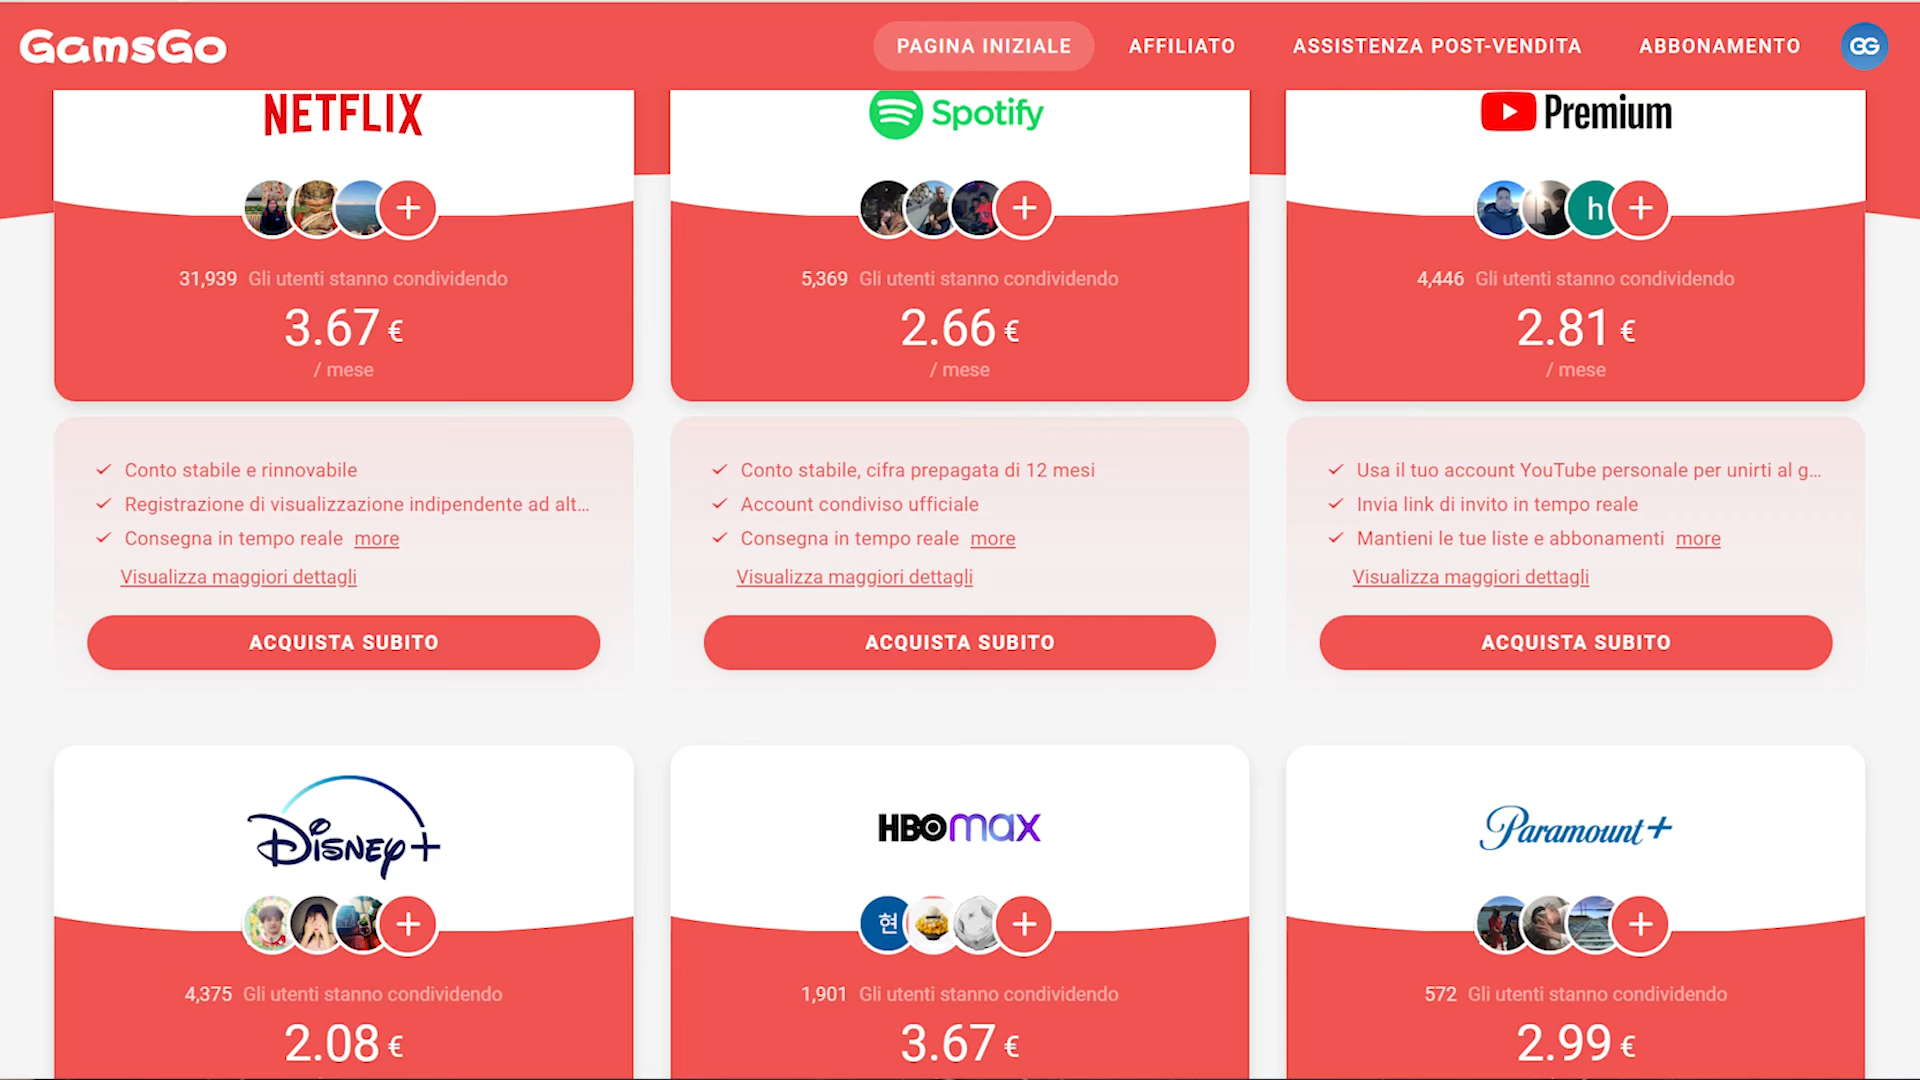 GamsGo
PAGINA INIZIALE
AFFILIATO
ASSISTENZA POST-VENDITA
ABBONAMENTO
GG
NETFLIX
31,939 Gli utenti stanno condividendo
3.67 €
/ mese
Conto stabile e rinnovabile
Registrazione di visualizzazione indipendente ad alt...
Consegna in tempo reale more
Visualizza maggiori dettagli
ACQUISTA SUBITO
Spotify
5,369 Gli utenti stanno condividendo
2.66 €
/ mese
Conto stabile, cifra prepagata di 12 mesi
Account condiviso ufficiale
Consegna in tempo reale more
Visualizza maggiori dettagli
ACQUISTA SUBITO
Premium
h
4,446 Gli utenti stanno condividendo
2.81 €
/ mese
Usa il tuo account YouTube personale per unirti al g...
Invia link di invito in tempo reale
Mantieni le tue liste e abbonamenti more
Visualizza maggiori dettagli
ACQUISTA SUBITO
Disney+
4,375 Gli utenti stanno condividendo
2.08 €
HBOmax
현
1,901 Gli utenti stanno condividendo
3.67 €
Paramount+
572 Gli utenti stanno condividendo
2.99 €